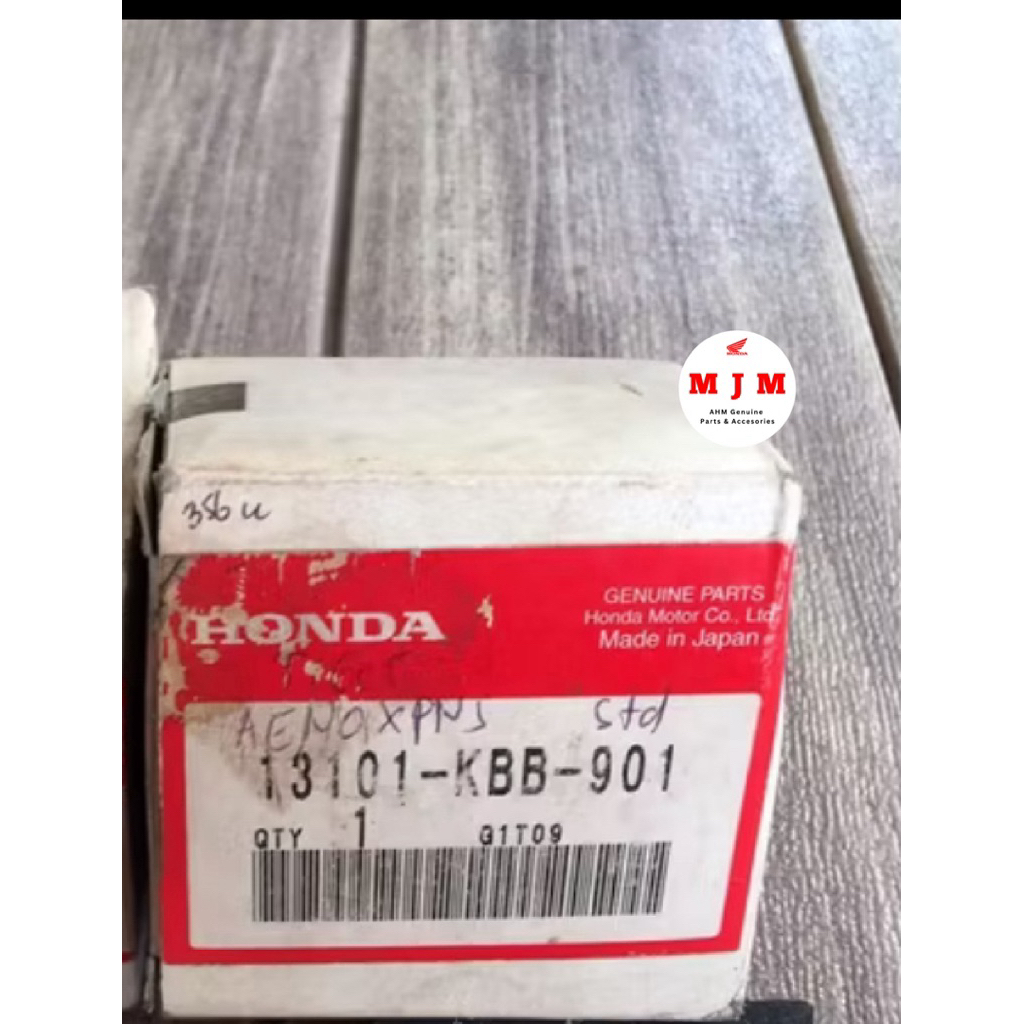 HONDA
M J M
AHM Genuine
Parts & Accesories
HONDA
GENUINE PARTS
Honda Motor Co., Ltd.
Made in Japan
std
13101-KBB-901
QTY 1 G1T09